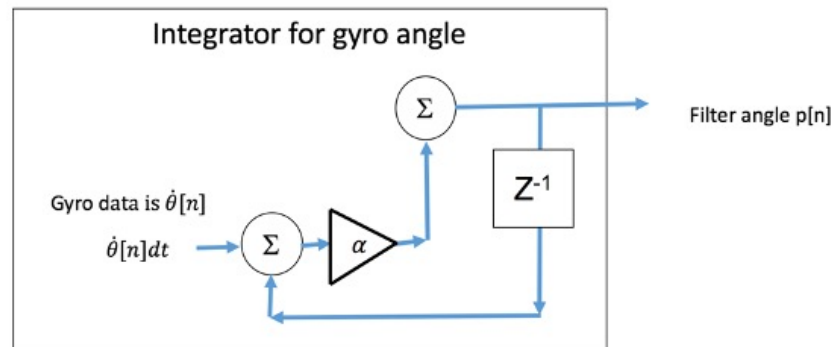 Integrator for gyro angle
Σ
Filter angle p[n]
Z⁻¹
Gyro data is θ̇[n]
θ̇[n]dt
Σ
α